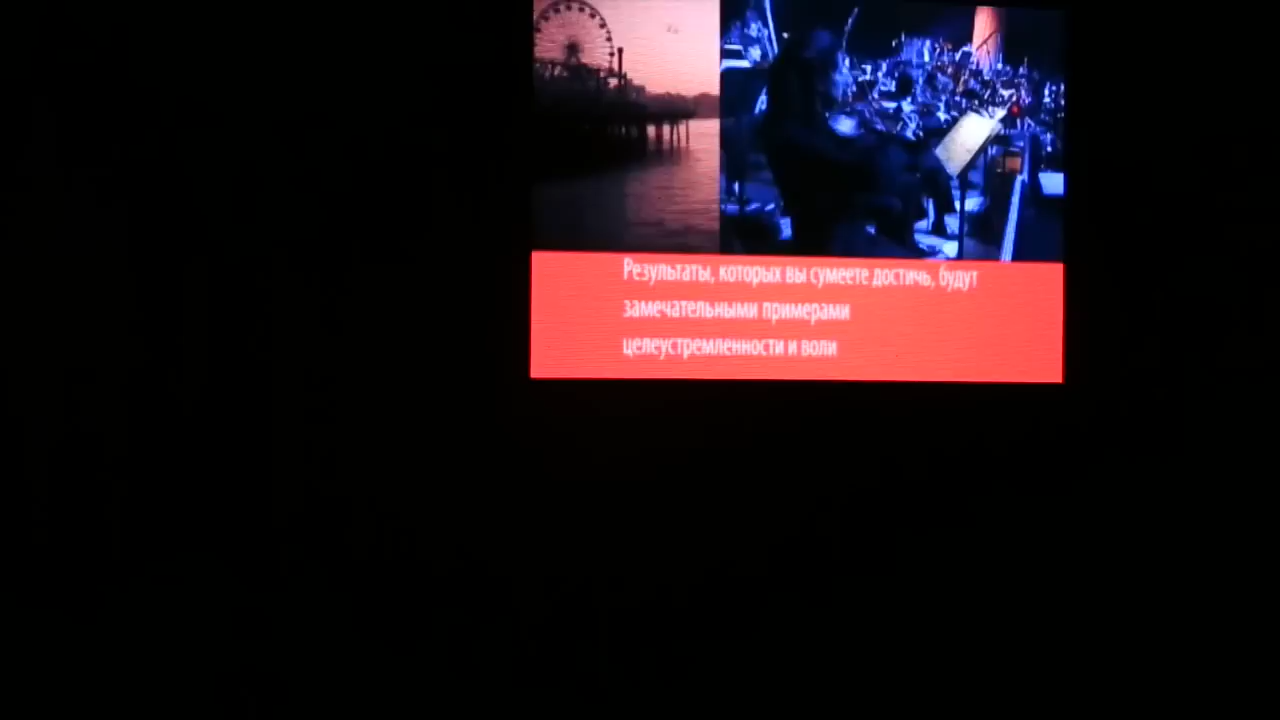 Результаты, которых вы сумеете достичь, будут
замечательными примерами
целеустремленности и воли